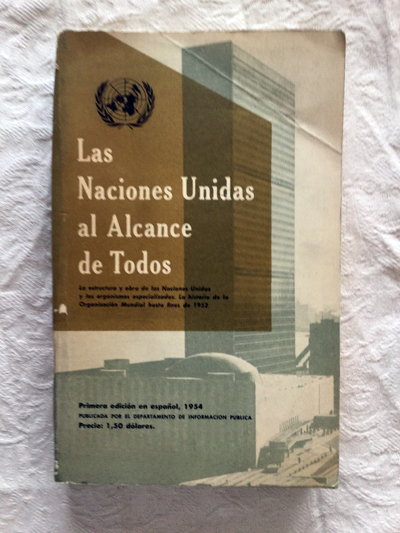 Las
Naciones Unidas
al Alcance
de Todos
La estructura y obra de las Naciones Unidas
y los organismos especializados. La historia de la
Organización Mundial hasta fines de 1952
Primera edición en español, 1954
PUBLICADA POR EL DEPARTAMENTO DE INFORMACION PUBLICA
Precio: 1,50 dólares.